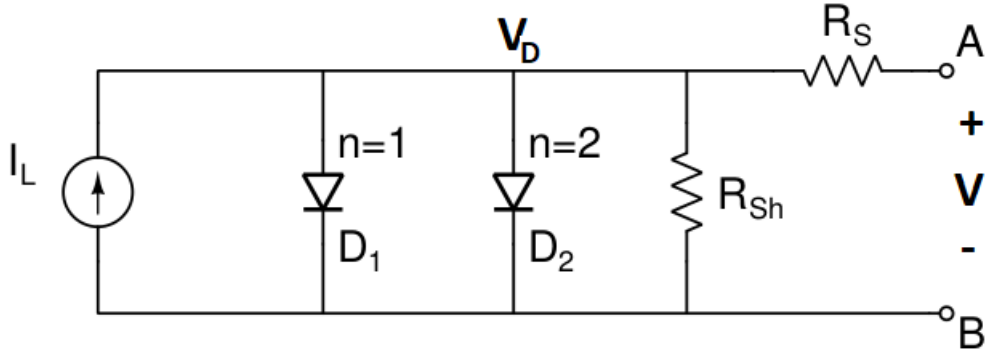 V_D
R_S
A
+
I_L
n=1
n=2
V
R_Sh
D_1
D_2
-
B